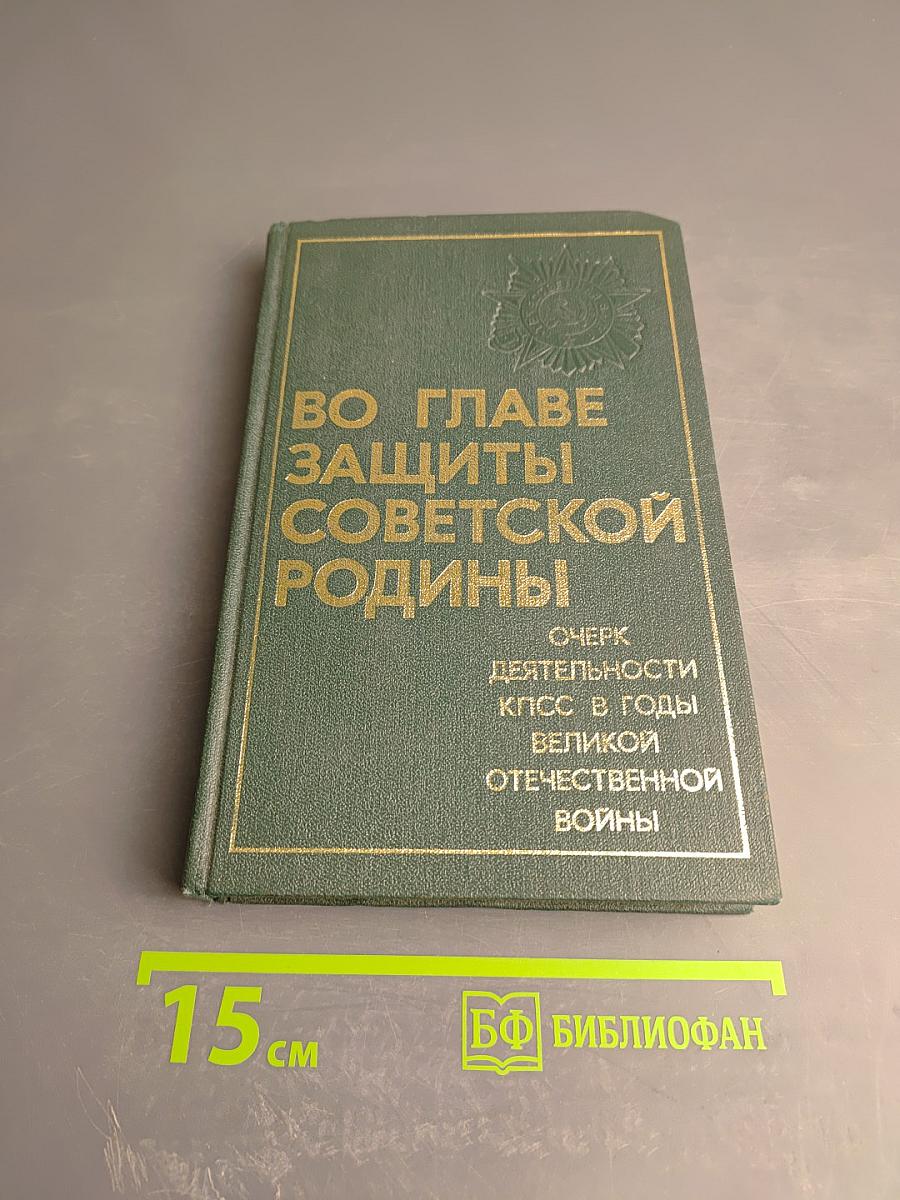 ВО ГЛАВЕ
ЗАЩИТЫ
СОВЕТСКОЙ
РОДИНЫ
ОЧЕРК
ДЕЯТЕЛЬНОСТИ
КПСС В ГОДЫ
ВЕЛИКОЙ
ОТЕЧЕСТВЕННОЙ
ВОЙНЫ
15 см
БФ БИБЛИОФАН